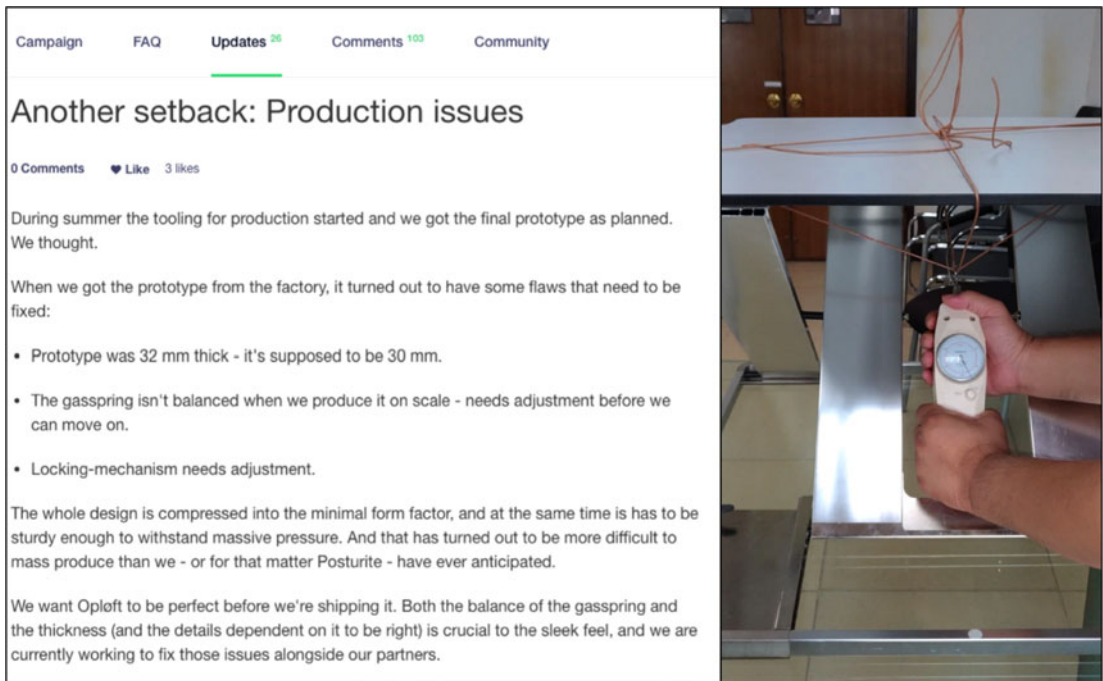 Campaign FAQ Updates 26 Comments 103 Community
Another setback: Production issues
0 Comments Like 3 likes
During summer the tooling for production started and we got the final prototype as planned.
We thought.
When we got the prototype from the factory, it turned out to have some flaws that need to be
fixed:
• Prototype was 32 mm thick - it's supposed to be 30 mm.
• The gasspring isn't balanced when we produce it on scale - needs adjustment before we
can move on.
• Locking-mechanism needs adjustment.
The whole design is compressed into the minimal form factor, and at the same time is has to be
sturdy enough to withstand massive pressure. And that has turned out to be more difficult to
mass produce than we - or for that matter Posturite - have ever anticipated.
We want Opløft to be perfect before we're shipping it. Both the balance of the gasspring and
the thickness (and the details dependent on it to be right) is crucial to the sleek feel, and we are
currently working to fix those issues alongside our partners.